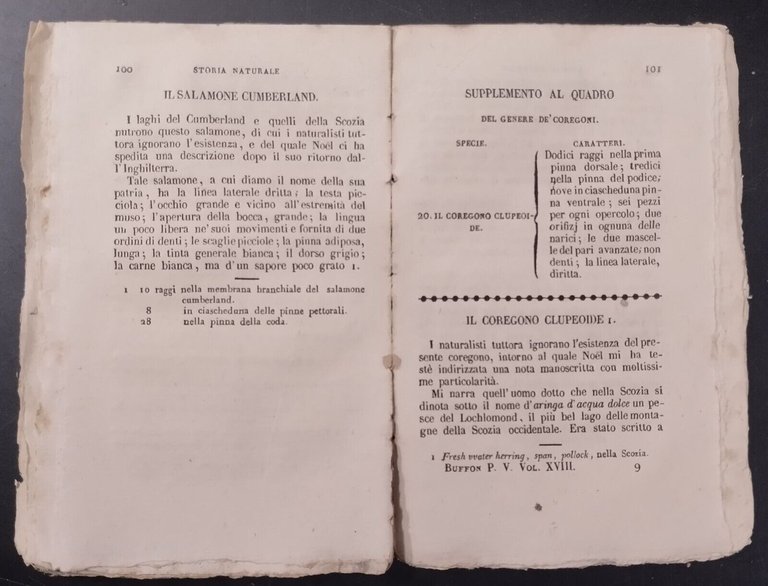 100 STORIA NATURALE
IL SALAMONE CUMBERLAND.
I laghi del Cumberland e quelli della Scozia
nutrono questo salamone, di cui i naturalisti tut-
tora ignorano l'esistenza, e del quale Noël ci ha
spedita una descrizione dopo il suo ritorno dal-
l'Inghilterra.
Tale salamone, a cui diamo il nome della sua
patria, ha la linea laterale dritta; la testa pic-
ciola; l'occhio grande e vicino all'estremità del
muso; l'apertura della bocca, grande; la lingua
un poco libera ne' suoi movimenti e fornita di due
ordini di denti; le scaglie picciole; la pinna adiposa,
lunga; la tinta generale bianca; il dorso grigio;
la carne bianca, ma d'un sapore poco grato 1.
1 10 raggi nella membrana branchiale del salamone
cumberland.
8 in ciascheduna delle pinne pettorali.
28 nella pinna della coda.
101
SUPPLEMENTO AL QUADRO
DEL GENERE DE' COREGONI.
SPECIE. CARATTERI.
20. IL COREGONO CLUPEOI-
DE.
Dodici raggi nella prima
pinna dorsale; tredici
nella pinna del podice;
nove in ciascheduna pin-
na ventrale; sei pezzi
per ogni opercolo; due
orifizj in ognuna delle
narici; le due mascel-
le del pari avanzate; non
denti; la linea laterale,
diritta.
IL COREGONO CLUPEOIDE 1.
I naturalisti tuttora ignorano l'esistenza del pre-
sente coregono, intorno al quale Noël mi ha te-
stè indirizzata una nota manoscritta con moltissi-
me particolarità.
Mi narra quell'uomo dotto che nella Scozia si
dinota sotto il nome d'aringa d'acqua dolce un pe-
sce del Lochlomond, il più bel lago delle monta-
gne della Scozia occidentale. Era stato scritto a
1 Fresh vvater herring, span, pollock, nella Scozia.
BUFFON P. V. VOL. XVIII. 9